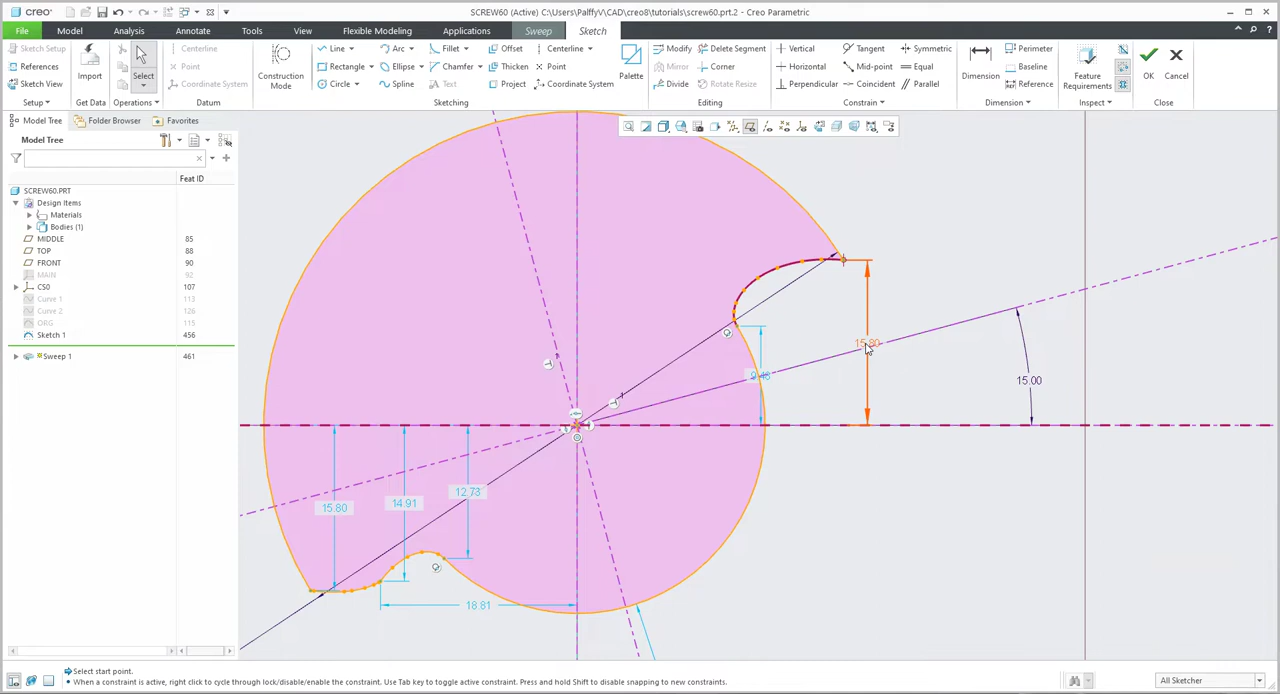 creo SCREW60 (Active) C:\Users\PalffyV\CAD\creo8\tutorials\screw60.prt.2 - Creo Parametric
File Model Analysis Annotate Tools View Flexible Modeling Applications Sweep Sketch
Sketch Setup
References
Sketch View
Setup
Import
Get Data
Select
Operations
Centerline
Point
Coordinate System
Datum
Construction Mode
Line Arc Fillet Offset Centerline
Rectangle Ellipse Chamfer Thicken Point
Circle Spline Text Project Coordinate System
Palette
Sketching
Modify Delete Segment
Mirror Corner
Divide Rotate Resize
Editing
Vertical Tangent Symmetric
Horizontal Mid-point Equal
Perpendicular Coincident Parallel
Constrain
Dimension
Perimeter
Baseline
Reference
Dimension
Feature Requirements
Inspect
OK Cancel
Close
Model Tree Folder Browser Favorites
Model Tree
Feat ID
SCREW60.PRT
Design Items
Materials
Bodies (1)
MIDDLE 85
TOP 88
FRONT 90
MAIN 92
CS0 107
Curve 1 113
Curve 2 126
ORG 115
Sketch 1 456
Sweep 1 461
15.80
15.00
1
12.73
14.91
15.80
18.81
Select start point.
When a constraint is active, right click to cycle through lock/disable/enable the constraint. Use Tab key to toggle active constraint. Press and hold Shift to disable snapping to new constraints.
All Sketcher